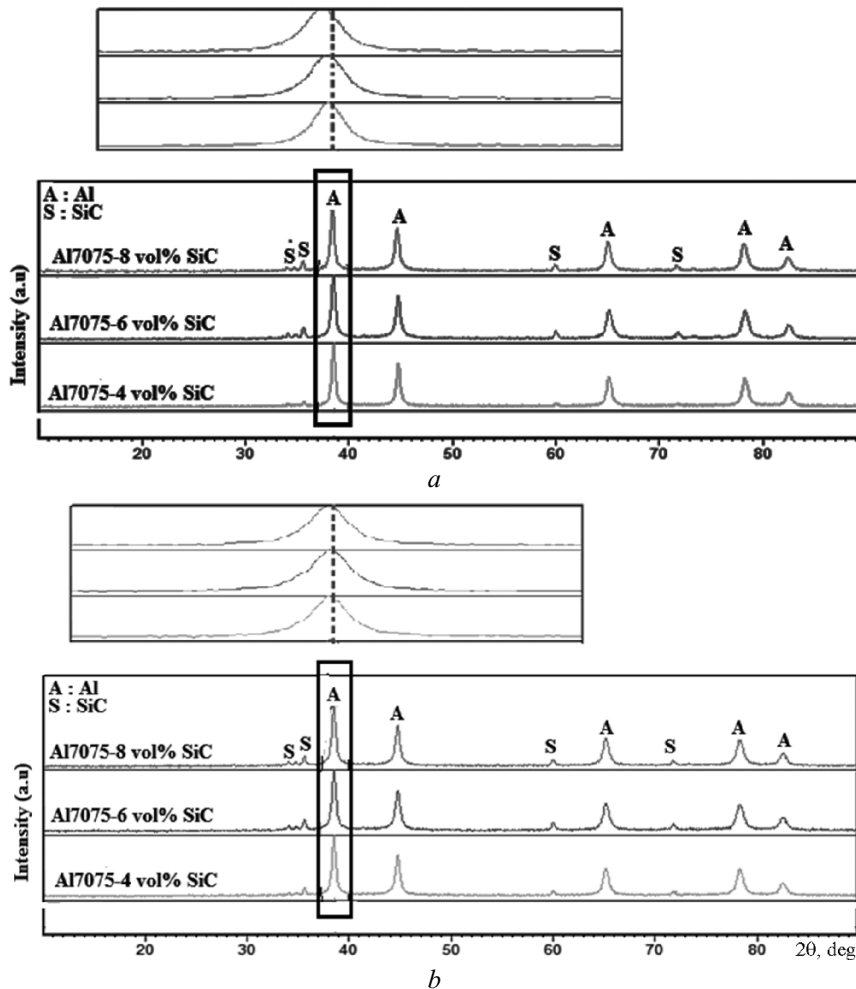 A : Al
S : SiC
A
A
A
A
A
S
S
S
S
Al7075-8 vol% SiC
Al7075-6 vol% SiC
Al7075-4 vol% SiC
Intensity (a.u)
20 30 40 50 60 70 80
a
A : Al
S : SiC
A
A
A
A
A
S
S
S
S
Al7075-8 vol% SiC
Al7075-6 vol% SiC
Al7075-4 vol% SiC
Intensity (a.u)
20 30 40 50 60 70 80
2θ, deg
b